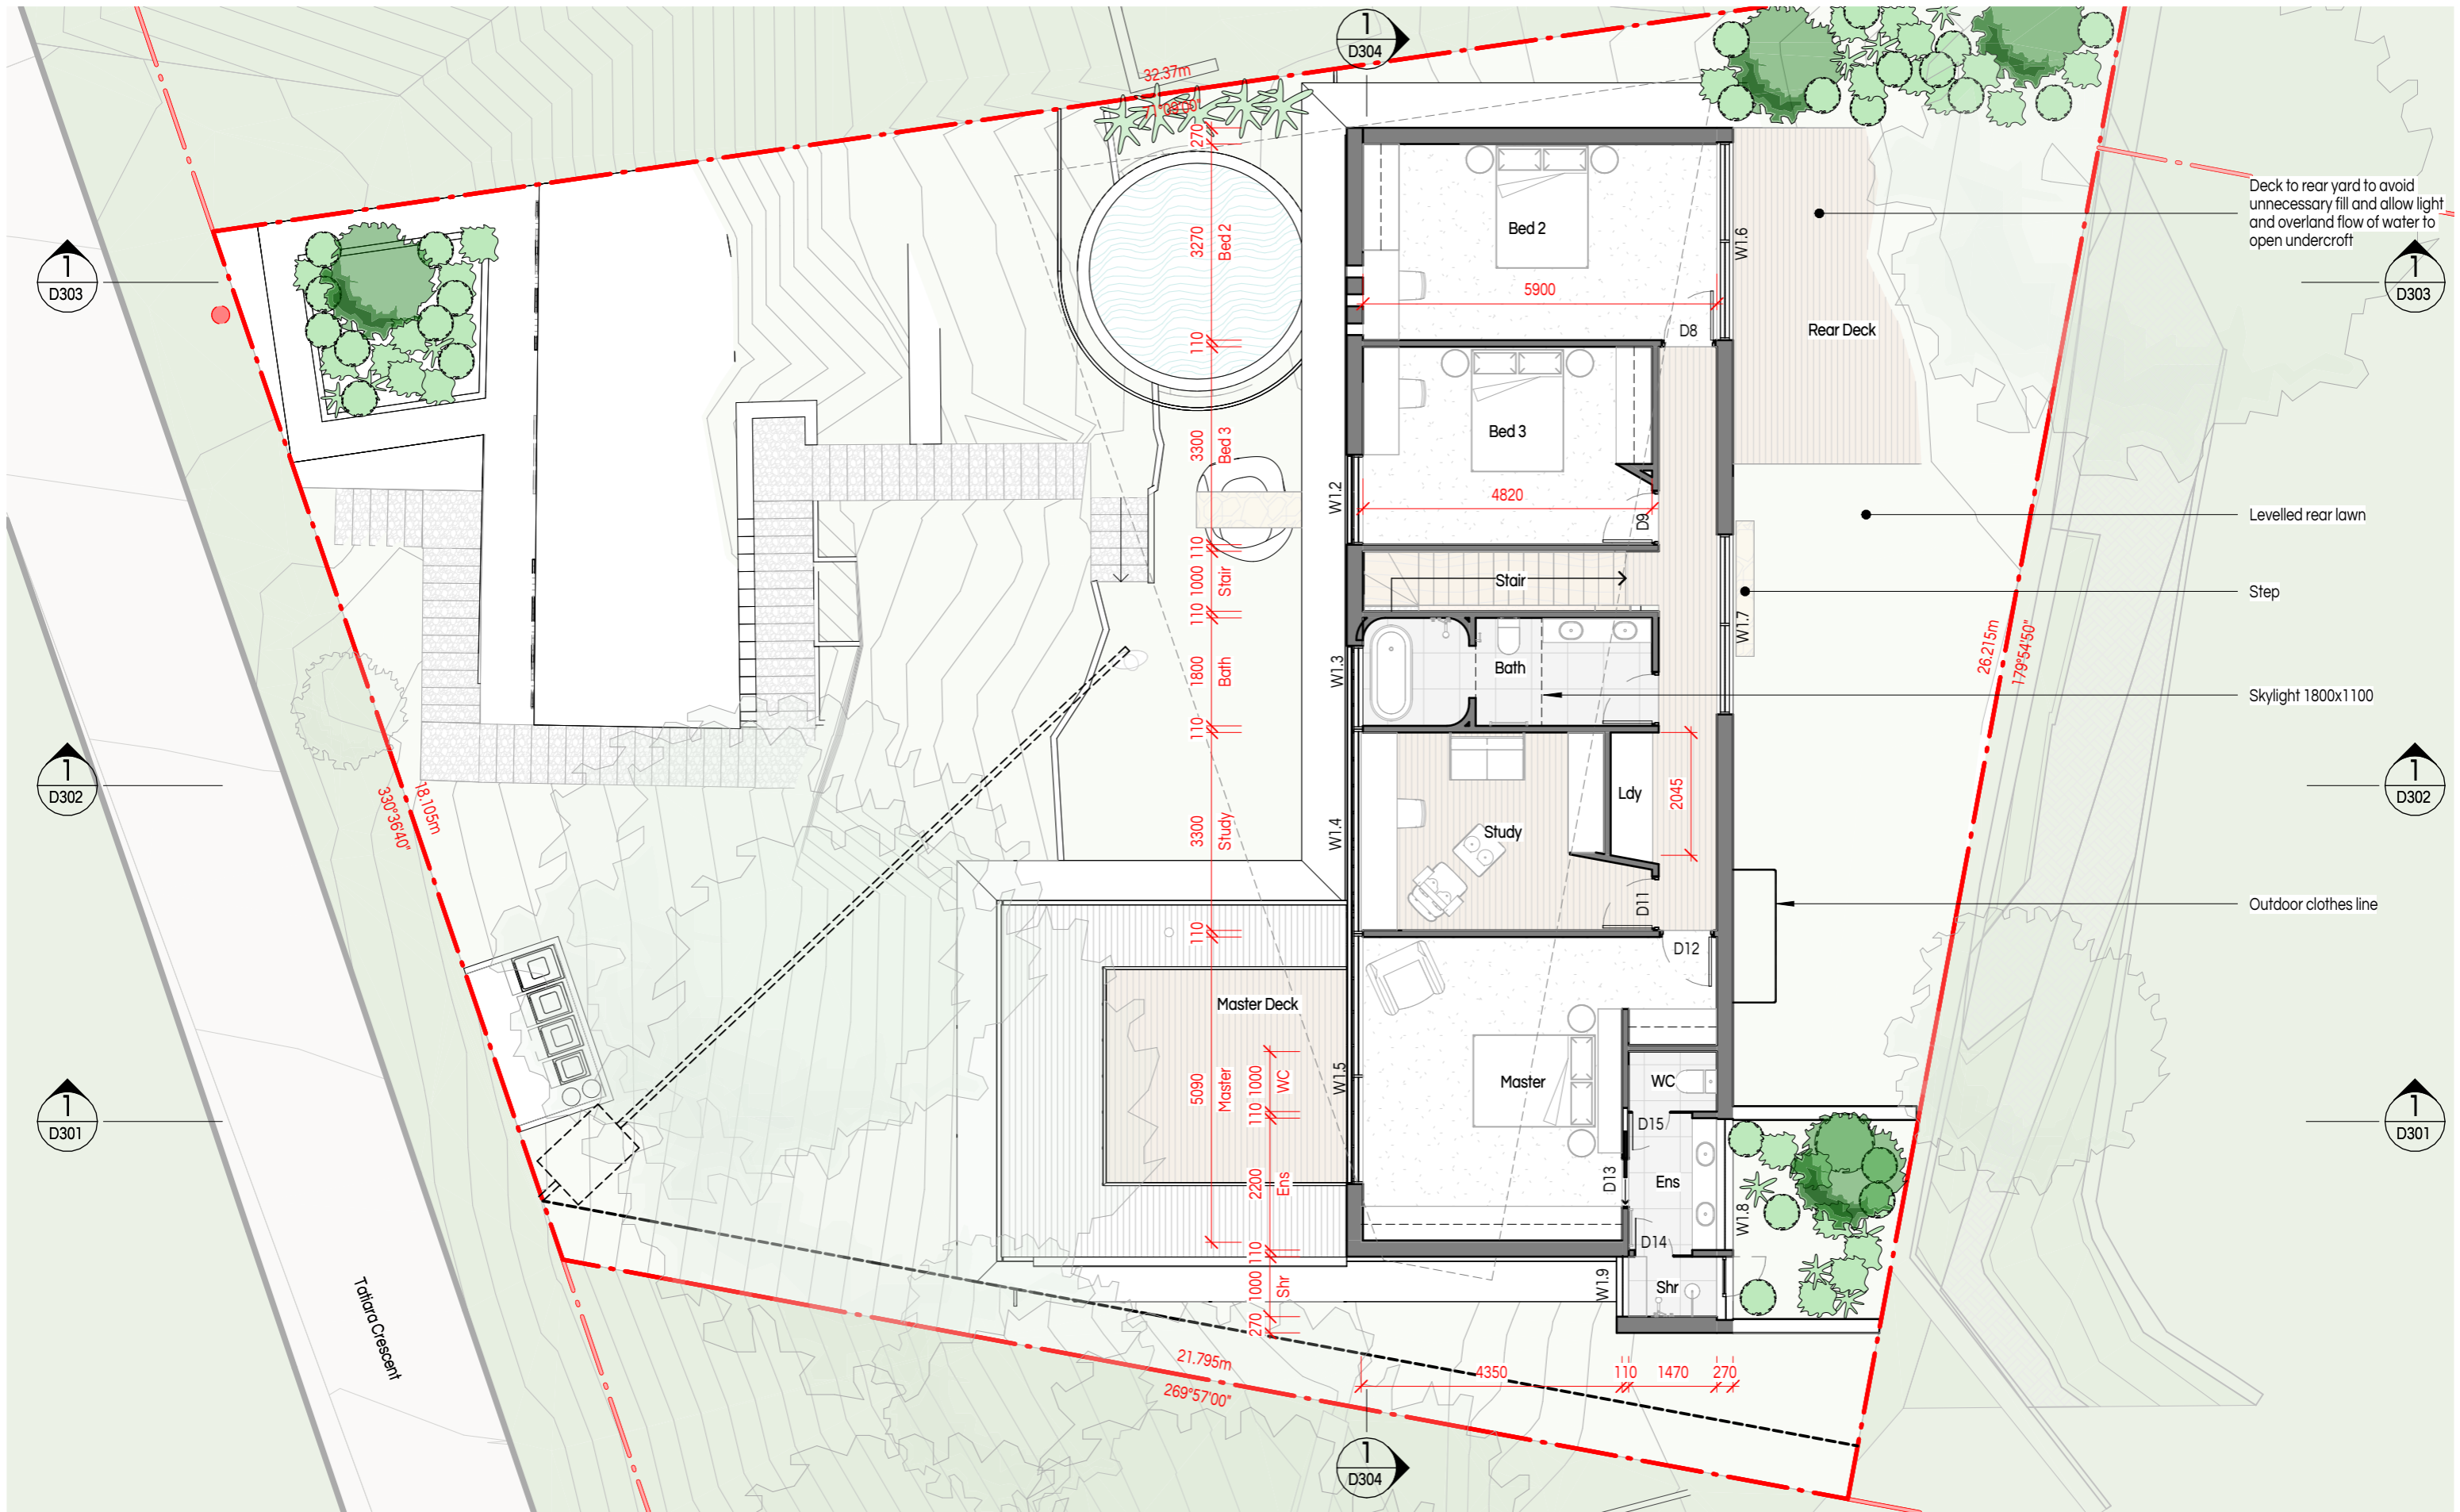 1
D304
32.37m
71°09'00"
Deck to rear yard to avoid
unnecessary fill and allow light
and overland flow of water to
open undercroft
1
D303
1
D303
270
3270
Bed 2
Bed 2
5900
W1.6
D8
Rear Deck
110
3300
Bed 3
Bed 3
4820
W1.2
D9
Levelled rear lawn
110
1000
Stair
Stair
Step
110
1800
Bath
W1.3
Bath
W1.7
26.215m
179°54'50"
Skylight 1800x1100
110
1
D302
1
D302
18.105m
330°36'40"
3300
Study
W1.4
Study
Ldy
2045
D11
Outdoor clothes line
110
D12
Master Deck
5090
Master
1000
WC
110
W1.5
Master
WC
D15
1
D301
1
D301
2200
Ens
D13
Ens
W1.8
110
D14
1000
Shr
W1.9
Shr
270
Tatiara Crescent
21.795m
269°57'00"
4350
110
1470
270
1
D304